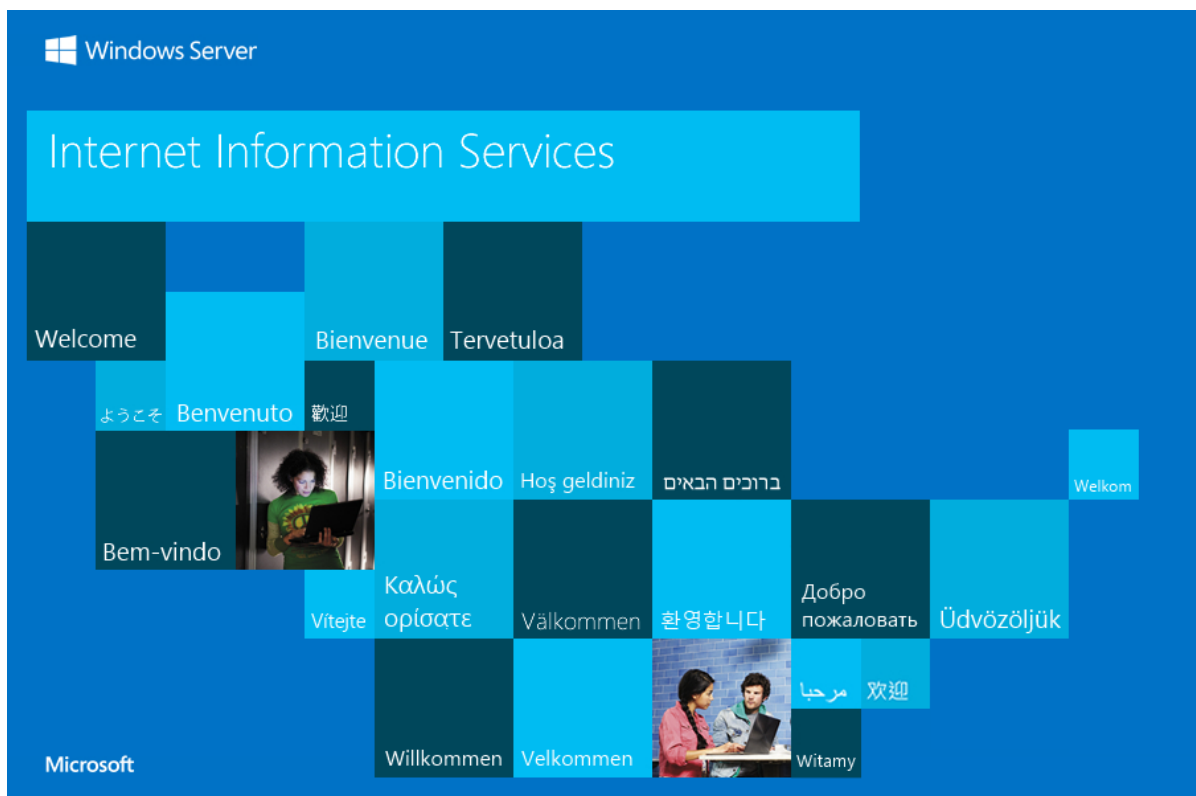 Windows Server
Internet Information Services
Welcome
Bienvenue
Tervetuloa
ようこそ
Benvenuto
歡迎
Bienvenido
Hoş geldiniz
ברוכים הבאים
Welkom
Bem-vindo
Vítejte
Καλώς
ορίσατε
Välkommen
환영합니다
Добро
пожаловать
Üdvözöljük
مرحبا
欢迎
Willkommen
Velkommen
Witamy
Microsoft